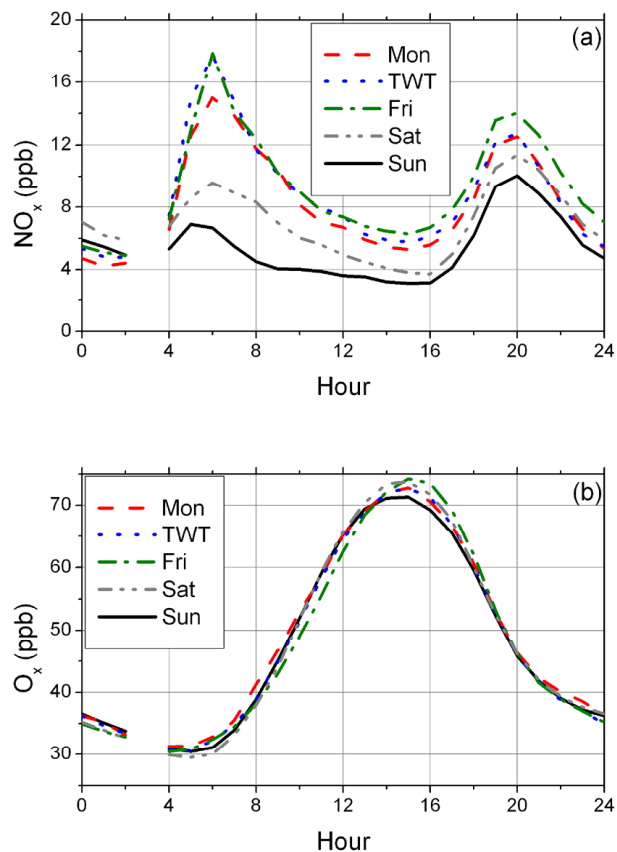 20
16
12
8
4
0
NOx (ppb)
(a)
Mon
TWT
Fri
Sat
Sun
0 4 8 12 16 20 24
Hour
70
60
50
40
30
Ox (ppb)
(b)
Mon
TWT
Fri
Sat
Sun
0 4 8 12 16 20 24
Hour